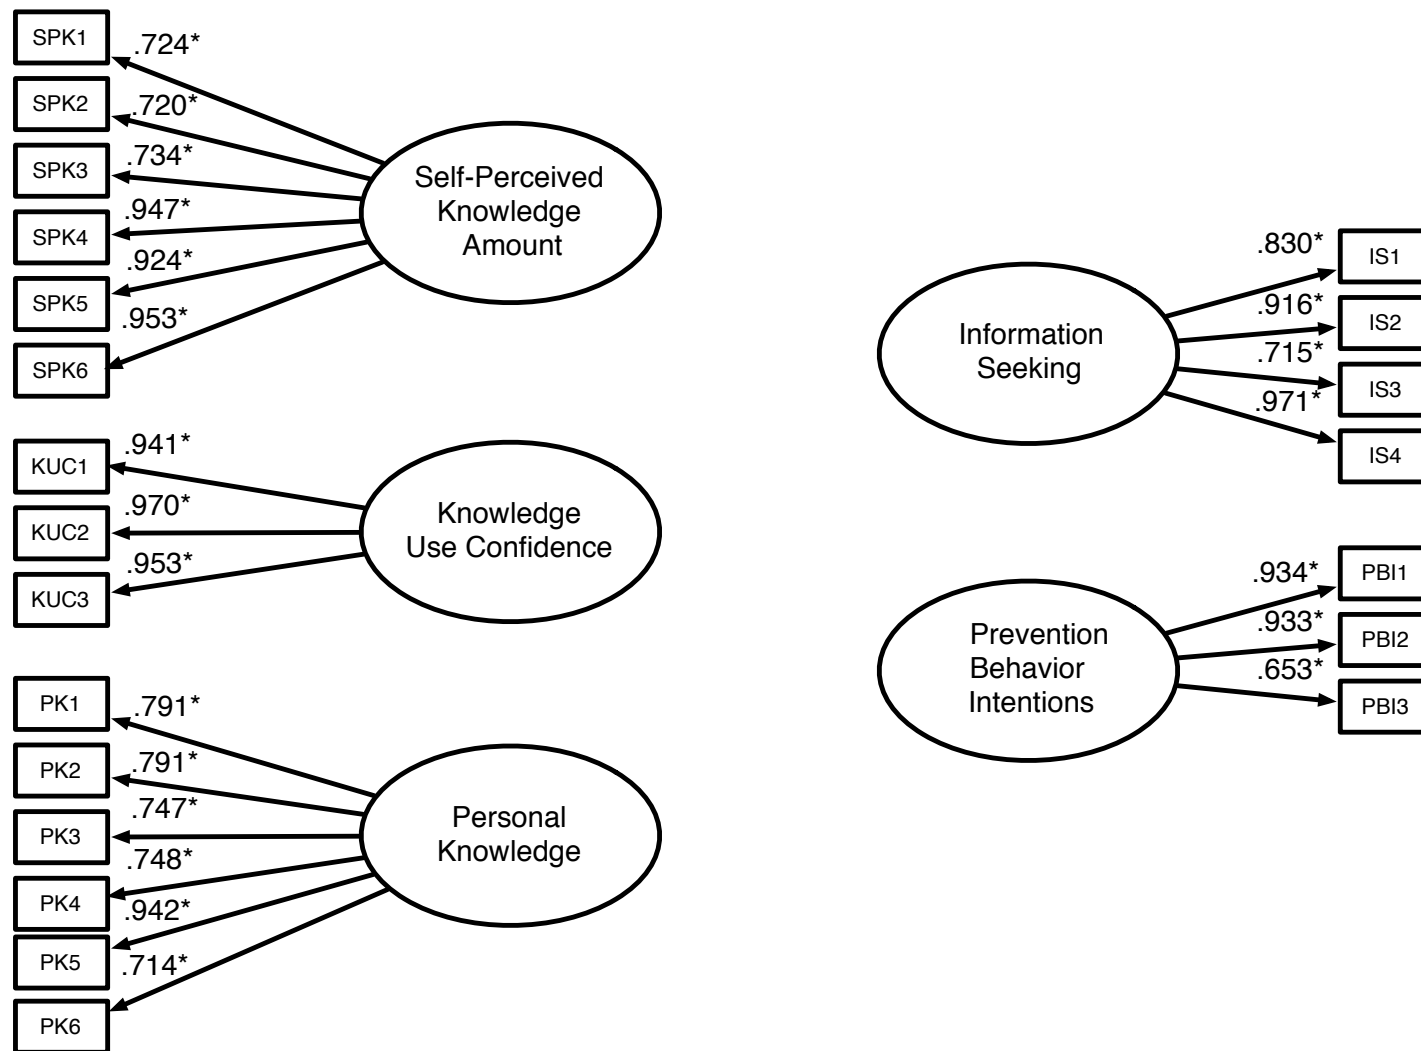 SPK1
.724*
SPK2
.720*
SPK3
.734*
SPK4
.947*
SPK5
.924*
SPK6
.953*
Self-Perceived
Knowledge
Amount
KUC1
.941*
KUC2
.970*
KUC3
.953*
Knowledge
Use Confidence
PK1
.791*
PK2
.791*
PK3
.747*
PK4
.748*
PK5
.942*
PK6
.714*
Personal
Knowledge
Information
Seeking
.830*
IS1
.916*
IS2
.715*
IS3
.971*
IS4
Prevention
Behavior
Intentions
.934*
PBI1
.933*
PBI2
.653*
PBI3